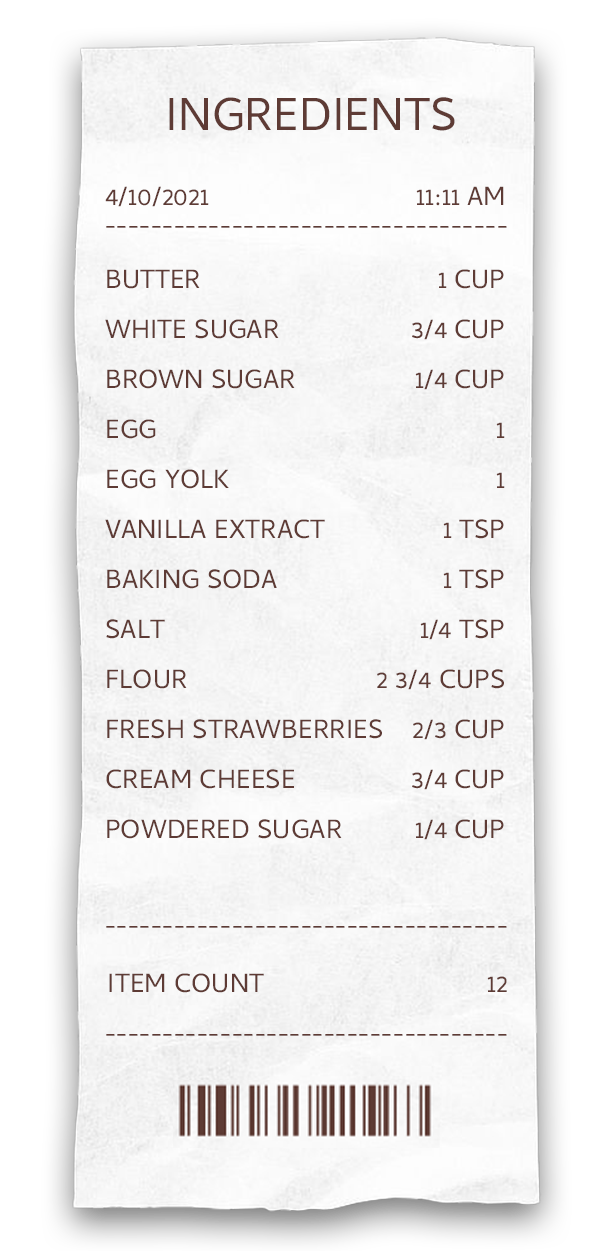 INGREDIENTS
4/10/2021 11:11 AM
-----------------------------------
BUTTER 1 CUP
WHITE SUGAR 3/4 CUP
BROWN SUGAR 1/4 CUP
EGG 1
EGG YOLK 1
VANILLA EXTRACT 1 TSP
BAKING SODA 1 TSP
SALT 1/4 TSP
FLOUR 2 3/4 CUPS
FRESH STRAWBERRIES 2/3 CUP
CREAM CHEESE 3/4 CUP
POWDERED SUGAR 1/4 CUP
-----------------------------------
ITEM COUNT 12
-----------------------------------